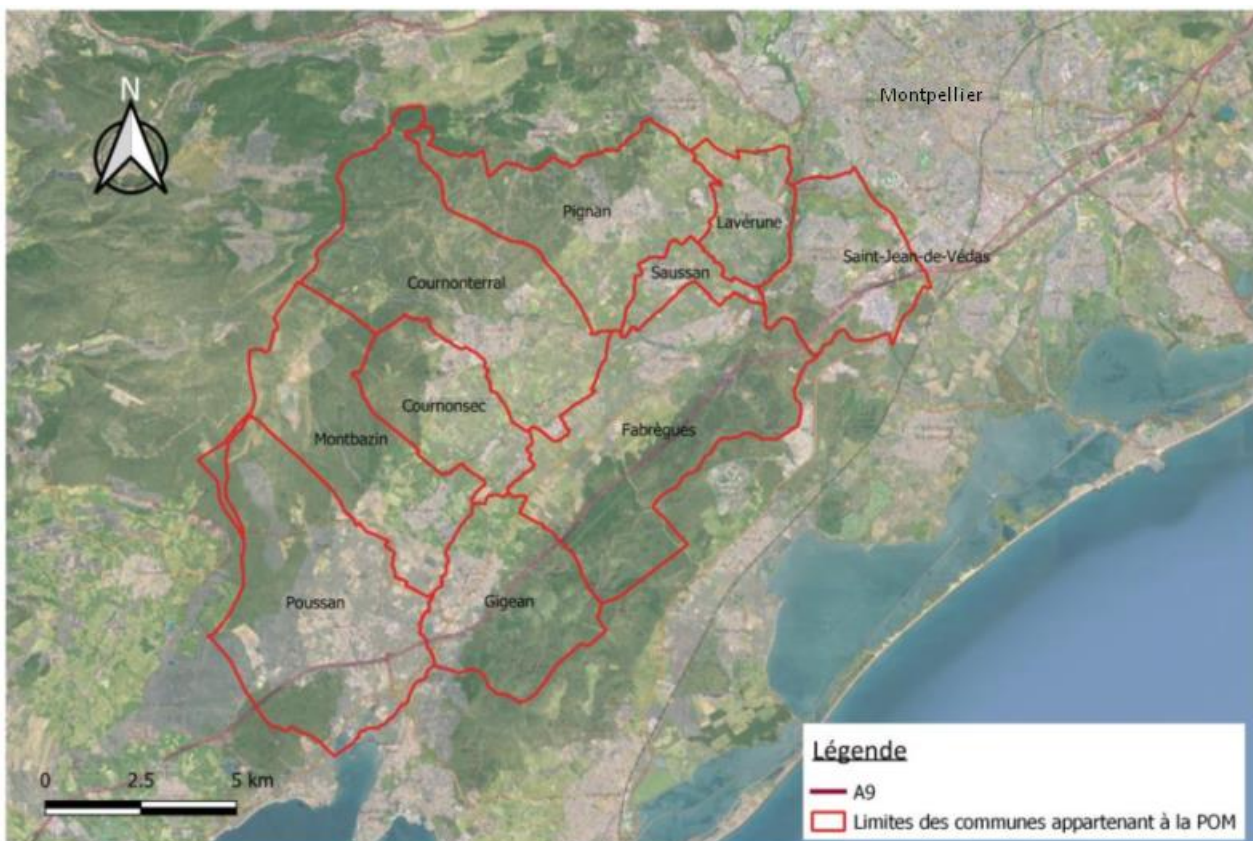 N
Montpellier
Pignan
Lavérune
Saint-Jean-de-Védas
Saussan
Cournonterral
Cournonsec
Fabrègues
Montbazin
Poussan
Gigean
0 2.5 5 km
Légende
A9
Limites des communes appartenant à la POM